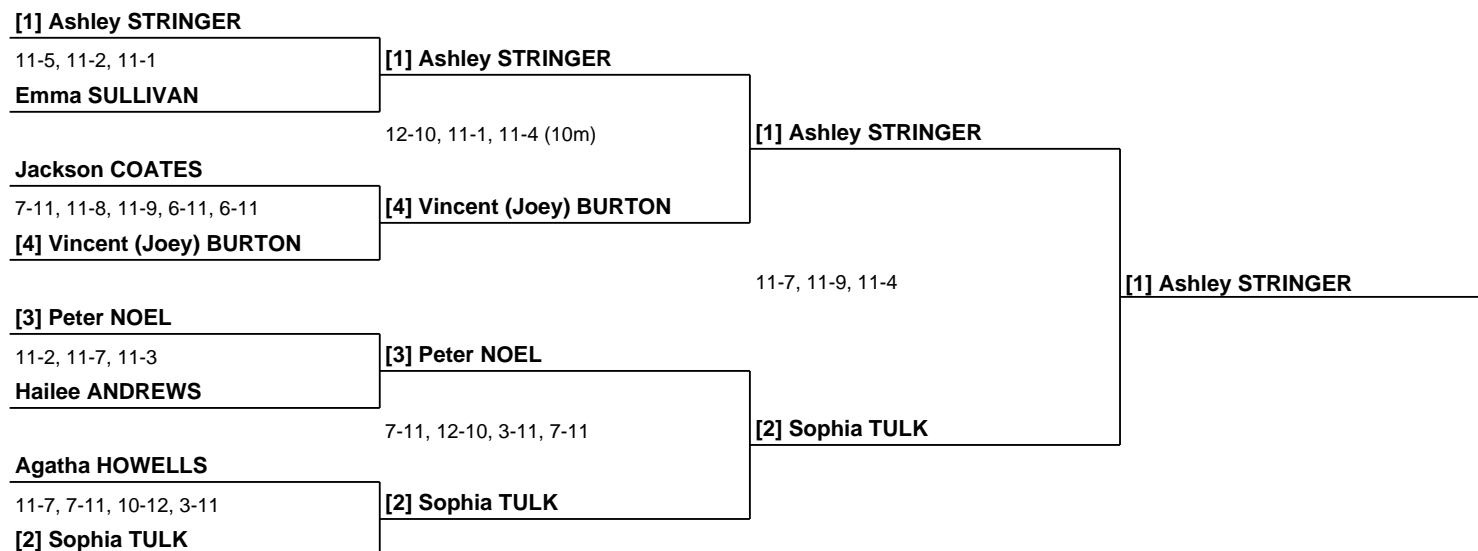 [1] Ashley STRINGER
11-5, 11-2, 11-1
Emma SULLIVAN
Jackson COATES
7-11, 11-8, 11-9, 6-11, 6-11
[4] Vincent (Joey) BURTON
[3] Peter NOEL
11-2, 11-7, 11-3
Hailee ANDREWS
Agatha HOWELLS
11-7, 7-11, 10-12, 3-11
[2] Sophia TULK
[1] Ashley STRINGER
12-10, 11-1, 11-4 (10m)
[4] Vincent (Joey) BURTON
[3] Peter NOEL
7-11, 12-10, 3-11, 7-11
[2] Sophia TULK
[1] Ashley STRINGER
11-7, 11-9, 11-4
[2] Sophia TULK
[1] Ashley STRINGER